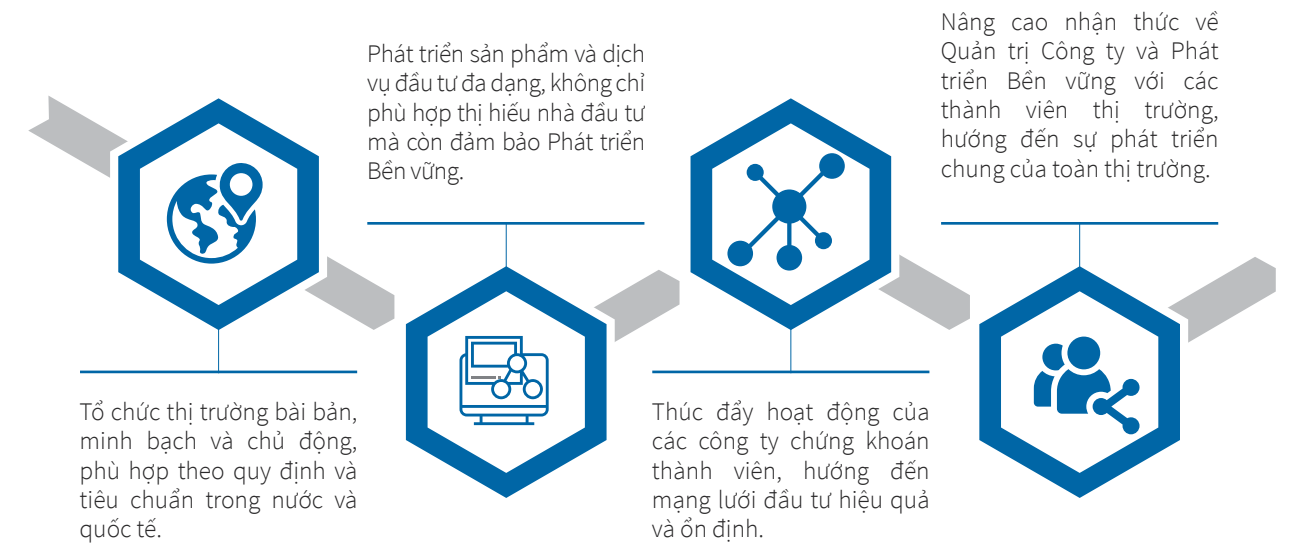 Tổ chức thị trường bài bản,
minh bạch và chủ động,
phù hợp theo quy định và
tiêu chuẩn trong nước và
quốc tế.
Phát triển sản phẩm và dịch
vụ đầu tư đa dạng, không chỉ
phù hợp thị hiếu nhà đầu tư
mà còn đảm bảo Phát triển
Bền vững.
Thúc đẩy hoạt động của
các công ty chứng khoán
thành viên, hướng đến
mạng lưới đầu tư hiệu quả
và ổn định.
Nâng cao nhận thức về
Quản trị Công ty và Phát
triển Bền vững với các
thành viên thị trường,
hướng đến sự phát triển
chung của toàn thị trường.